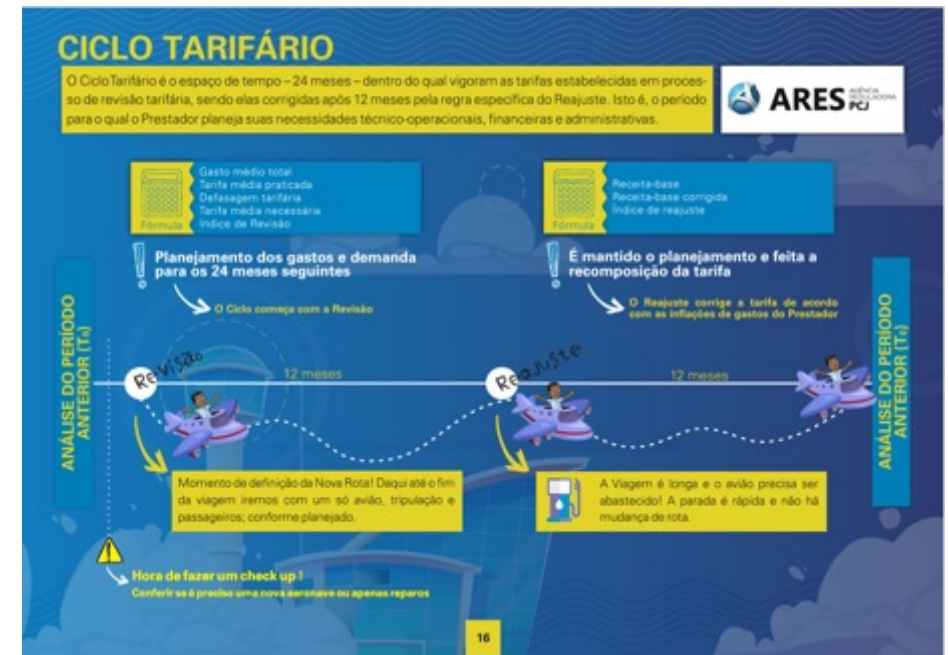 CICLO TARIFÁRIO
O Ciclo Tarifário é o espaço de tempo – 24 meses – dentro do qual vigoram as tarifas estabelecidas em proces-
so de revisão tarifária, sendo elas corrigidas após 12 meses pela regra específica do Reajuste. Isto é, o período
para o qual o Prestador planeja suas necessidades técnico-operacionais, financeiras e administrativas.
ARES PCJ
AGÊNCIA
REGULADORA
Fórmula
Gasto médio total
Tarifa média praticada
Defasagem tarifária
Tarifa média necessária
Índice de Revisão
Fórmula
Receita-base
Receita-base corrigida
Índice de reajuste
Planejamento dos gastos e demanda
para os 24 meses seguintes
O Ciclo começa com a Revisão
É mantido o planejamento e feita a
recomposição da tarifa
O Reajuste corrige a tarifa de acordo
com as inflações de gastos do Prestador
ANÁLISE DO PERÍODO
ANTERIOR (T₀)
Revisão
12 meses
Reajuste
12 meses
ANÁLISE DO PERÍODO
ANTERIOR (T₀)
Momento de definição da Nova Rota! Daqui até o fim
da viagem iremos com um só avião, tripulação e
passageiros; conforme planejado.
A Viagem é longa e o avião precisa ser
abastecido! A parada é rápida e não há
mudança de rota.
Hora de fazer um check up !
Conferir se é preciso uma nova aeronave ou apenas reparos
16